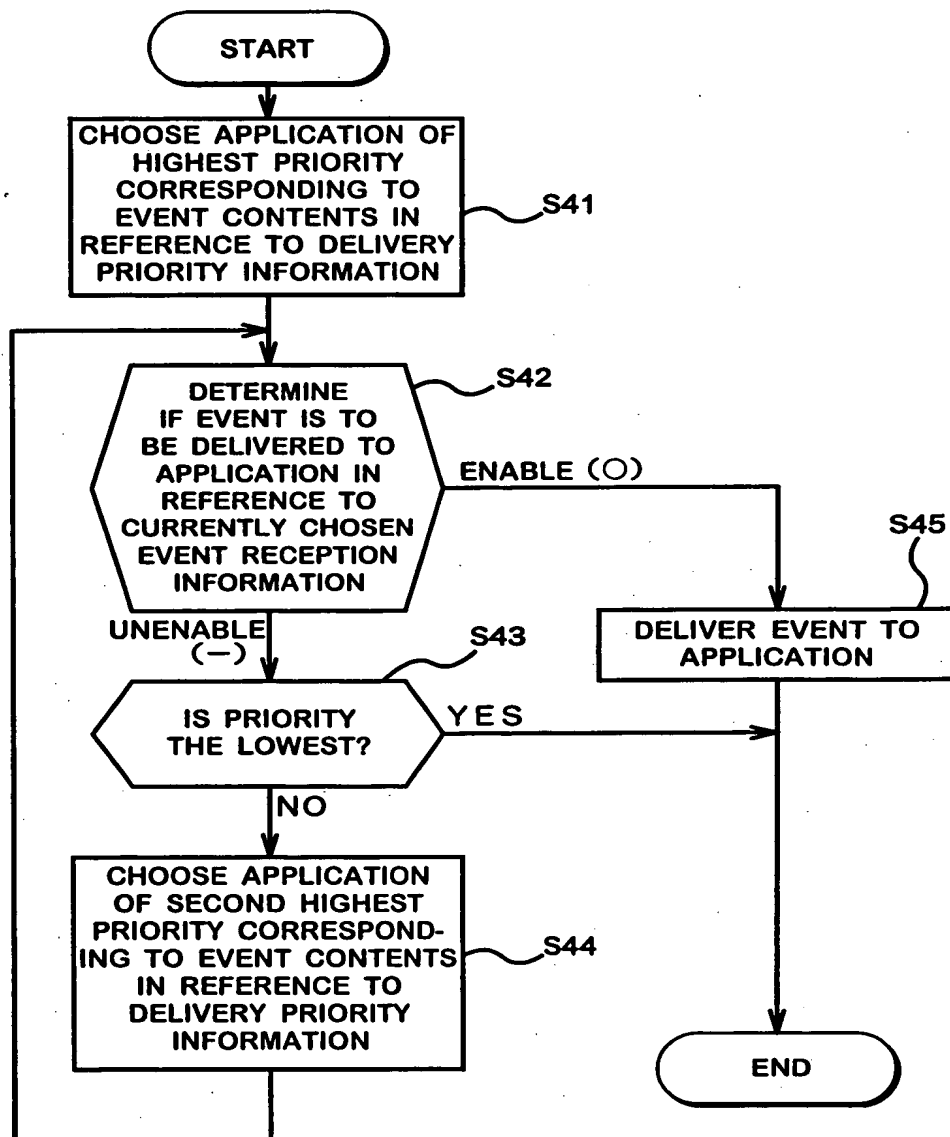 START
CHOOSE APPLICATION OF
HIGHEST PRIORITY
CORRESPONDING TO
EVENT CONTENTS IN
REFERENCE TO DELIVERY
PRIORITY INFORMATION
S41
DETERMINE
IF EVENT IS TO
BE DELIVERED TO
APPLICATION IN
REFERENCE TO
CURRENTLY CHOSEN
EVENT RECEPTION
INFORMATION
S42
ENABLE (○)
S45
DELIVER EVENT TO
APPLICATION
UNENABLE
(—)
S43
IS PRIORITY
THE LOWEST?
YES
NO
CHOOSE APPLICATION
OF SECOND HIGHEST
PRIORITY CORRESPOND-
ING TO EVENT CONTENTS
IN REFERENCE TO
DELIVERY PRIORITY
INFORMATION
S44
END